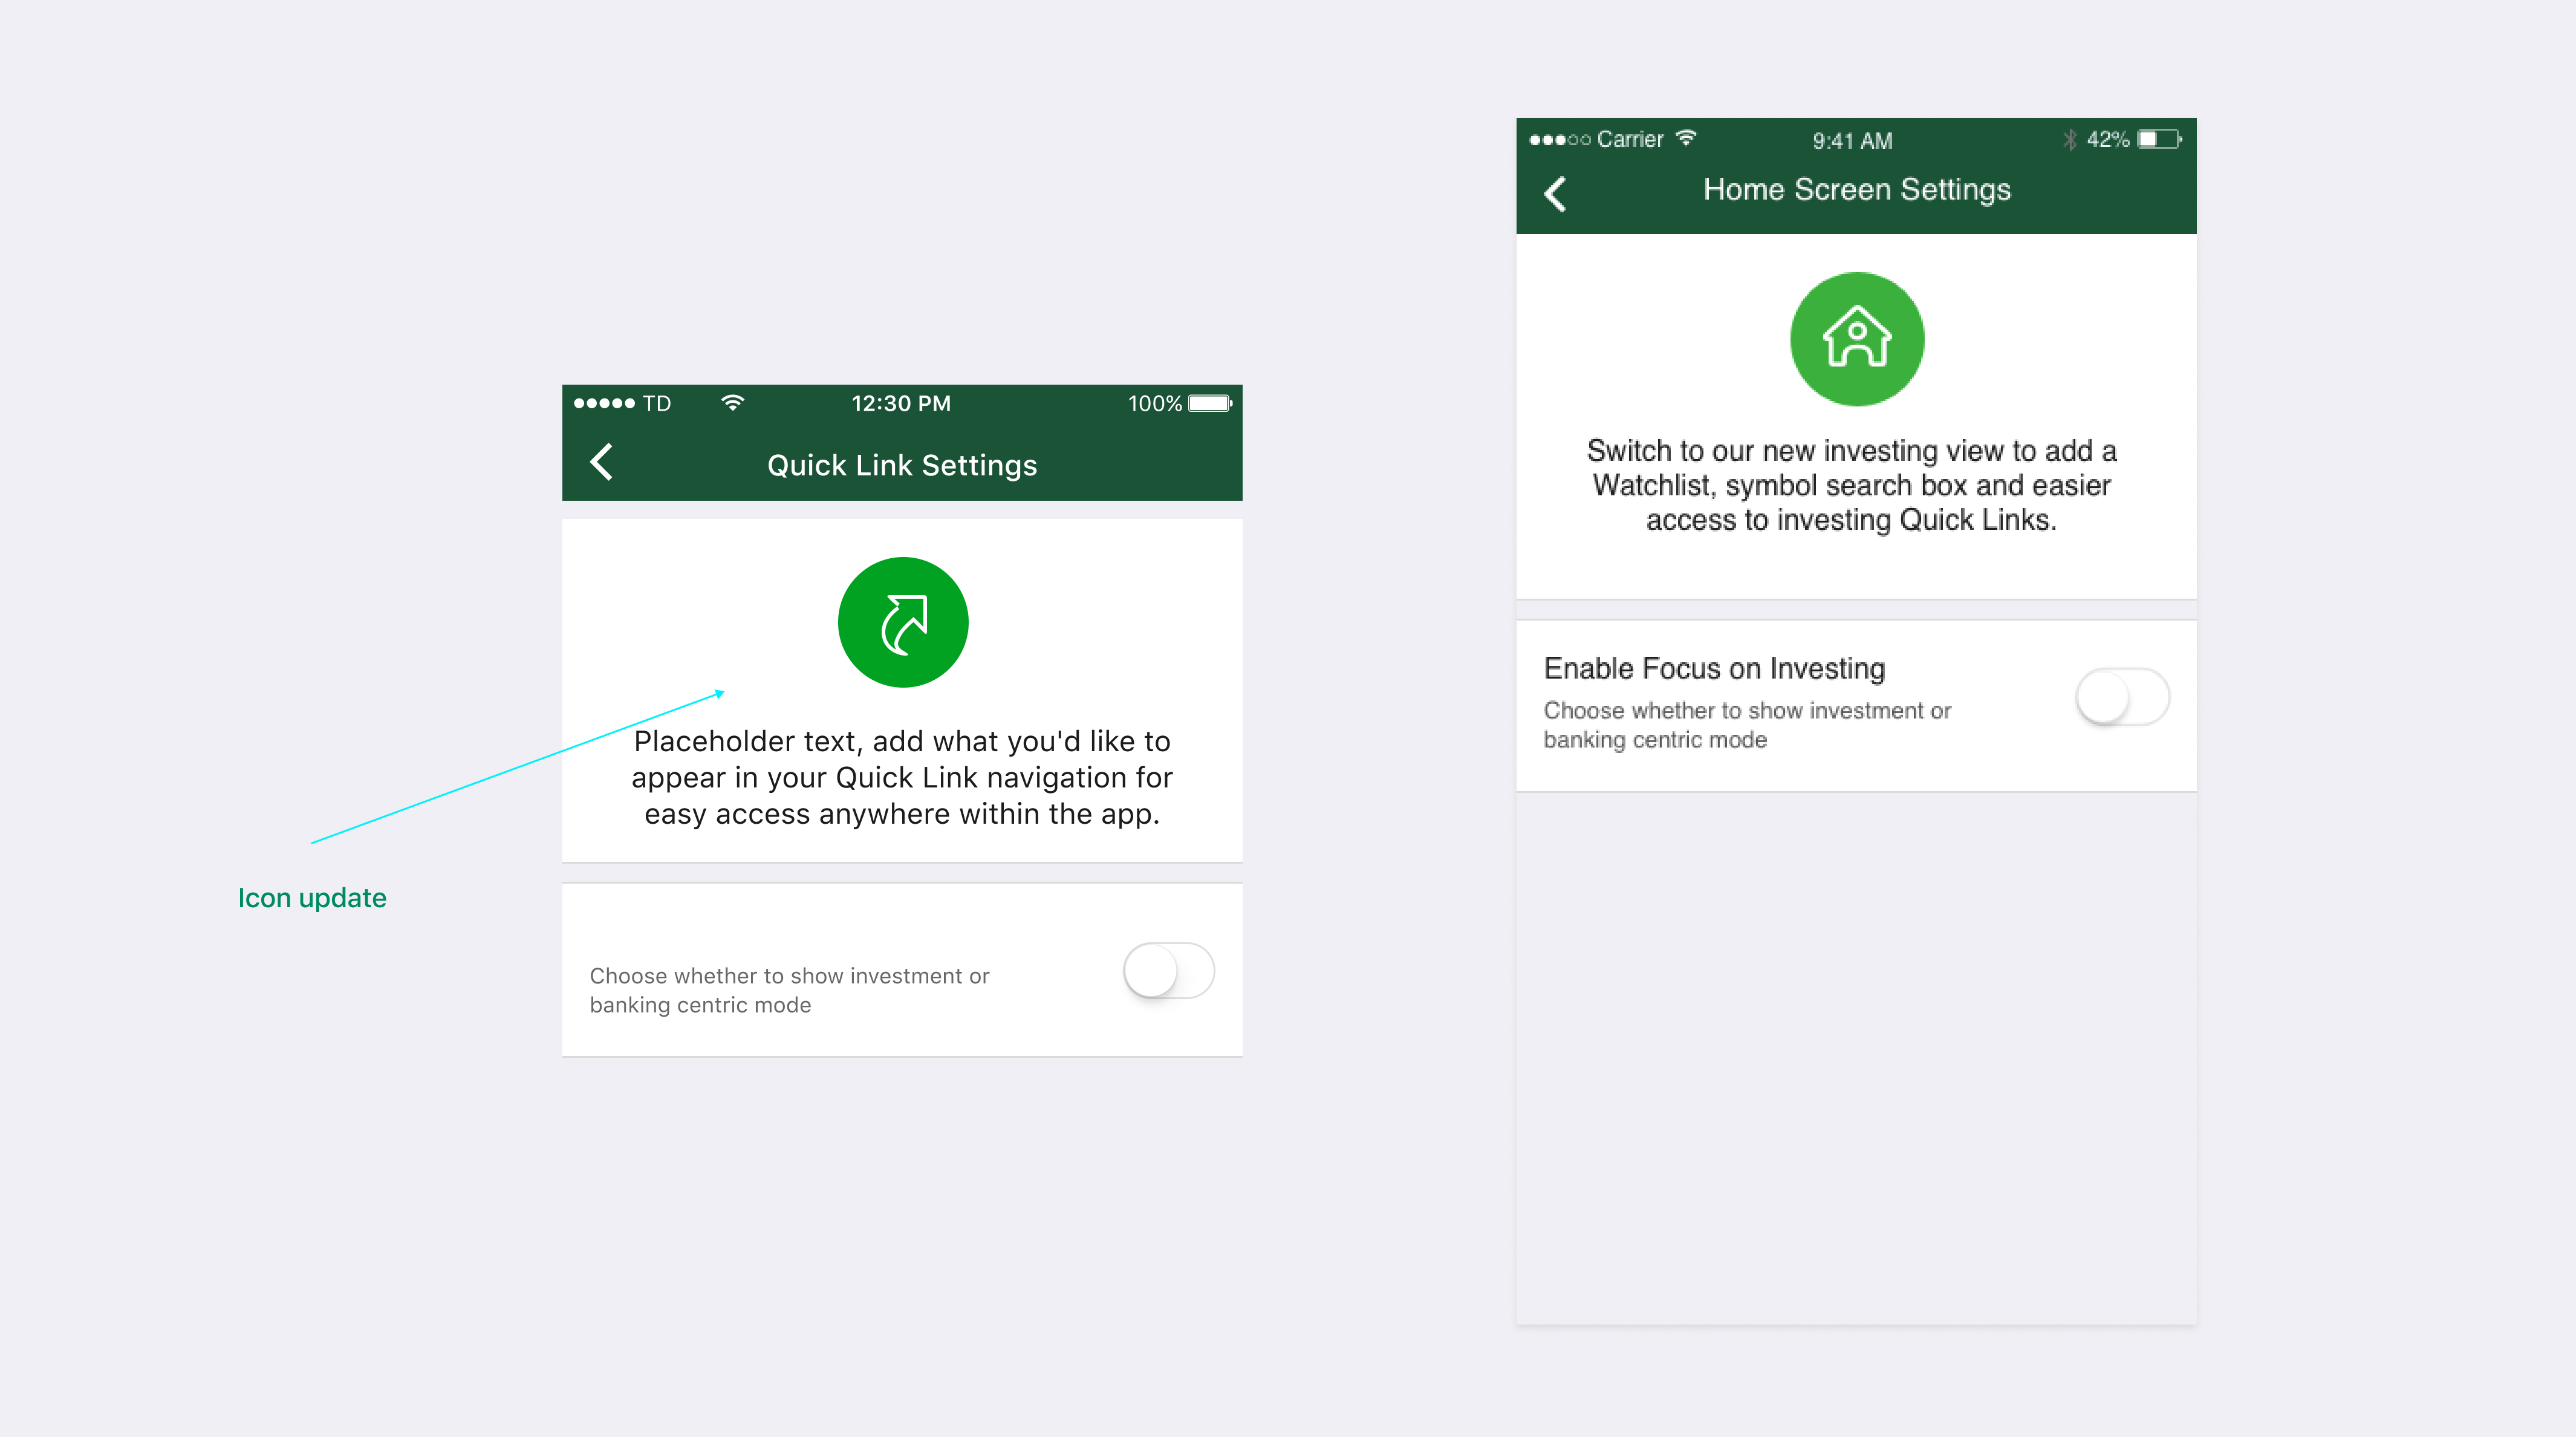 TD 12:30 PM 100%
Quick Link Settings
Placeholder text, add what you'd like to
appear in your Quick Link navigation for
easy access anywhere within the app.
Icon update
Choose whether to show investment or
banking centric mode
Carrier 9:41 AM 42%
Home Screen Settings
Switch to our new investing view to add a
Watchlist, symbol search box and easier
access to investing Quick Links.
Enable Focus on Investing
Choose whether to show investment or
banking centric mode